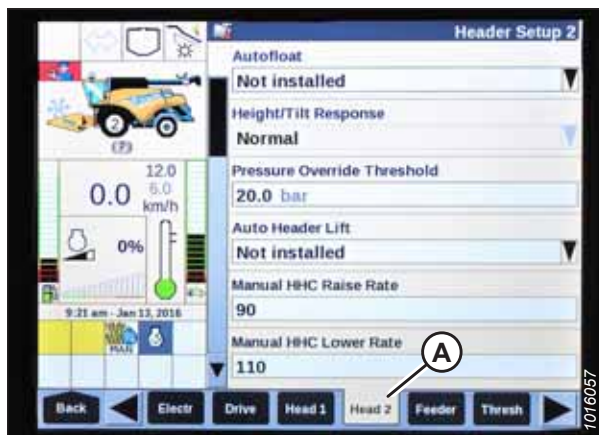 Header Setup 2
Autofloat
Not installed
Height/Tilt Response
Normal
Pressure Override Threshold
20.0 bar
Auto Header Lift
Not installed
Manual HHC Raise Rate
90
Manual HHC Lower Rate
110
2
(P)
12.0
0.0 6.0
km/h
0%
9:21 am - Jan 13, 2016
MAN
A
Back Electr Drive Head 1 Head 2 Feeder Thresh
1016057